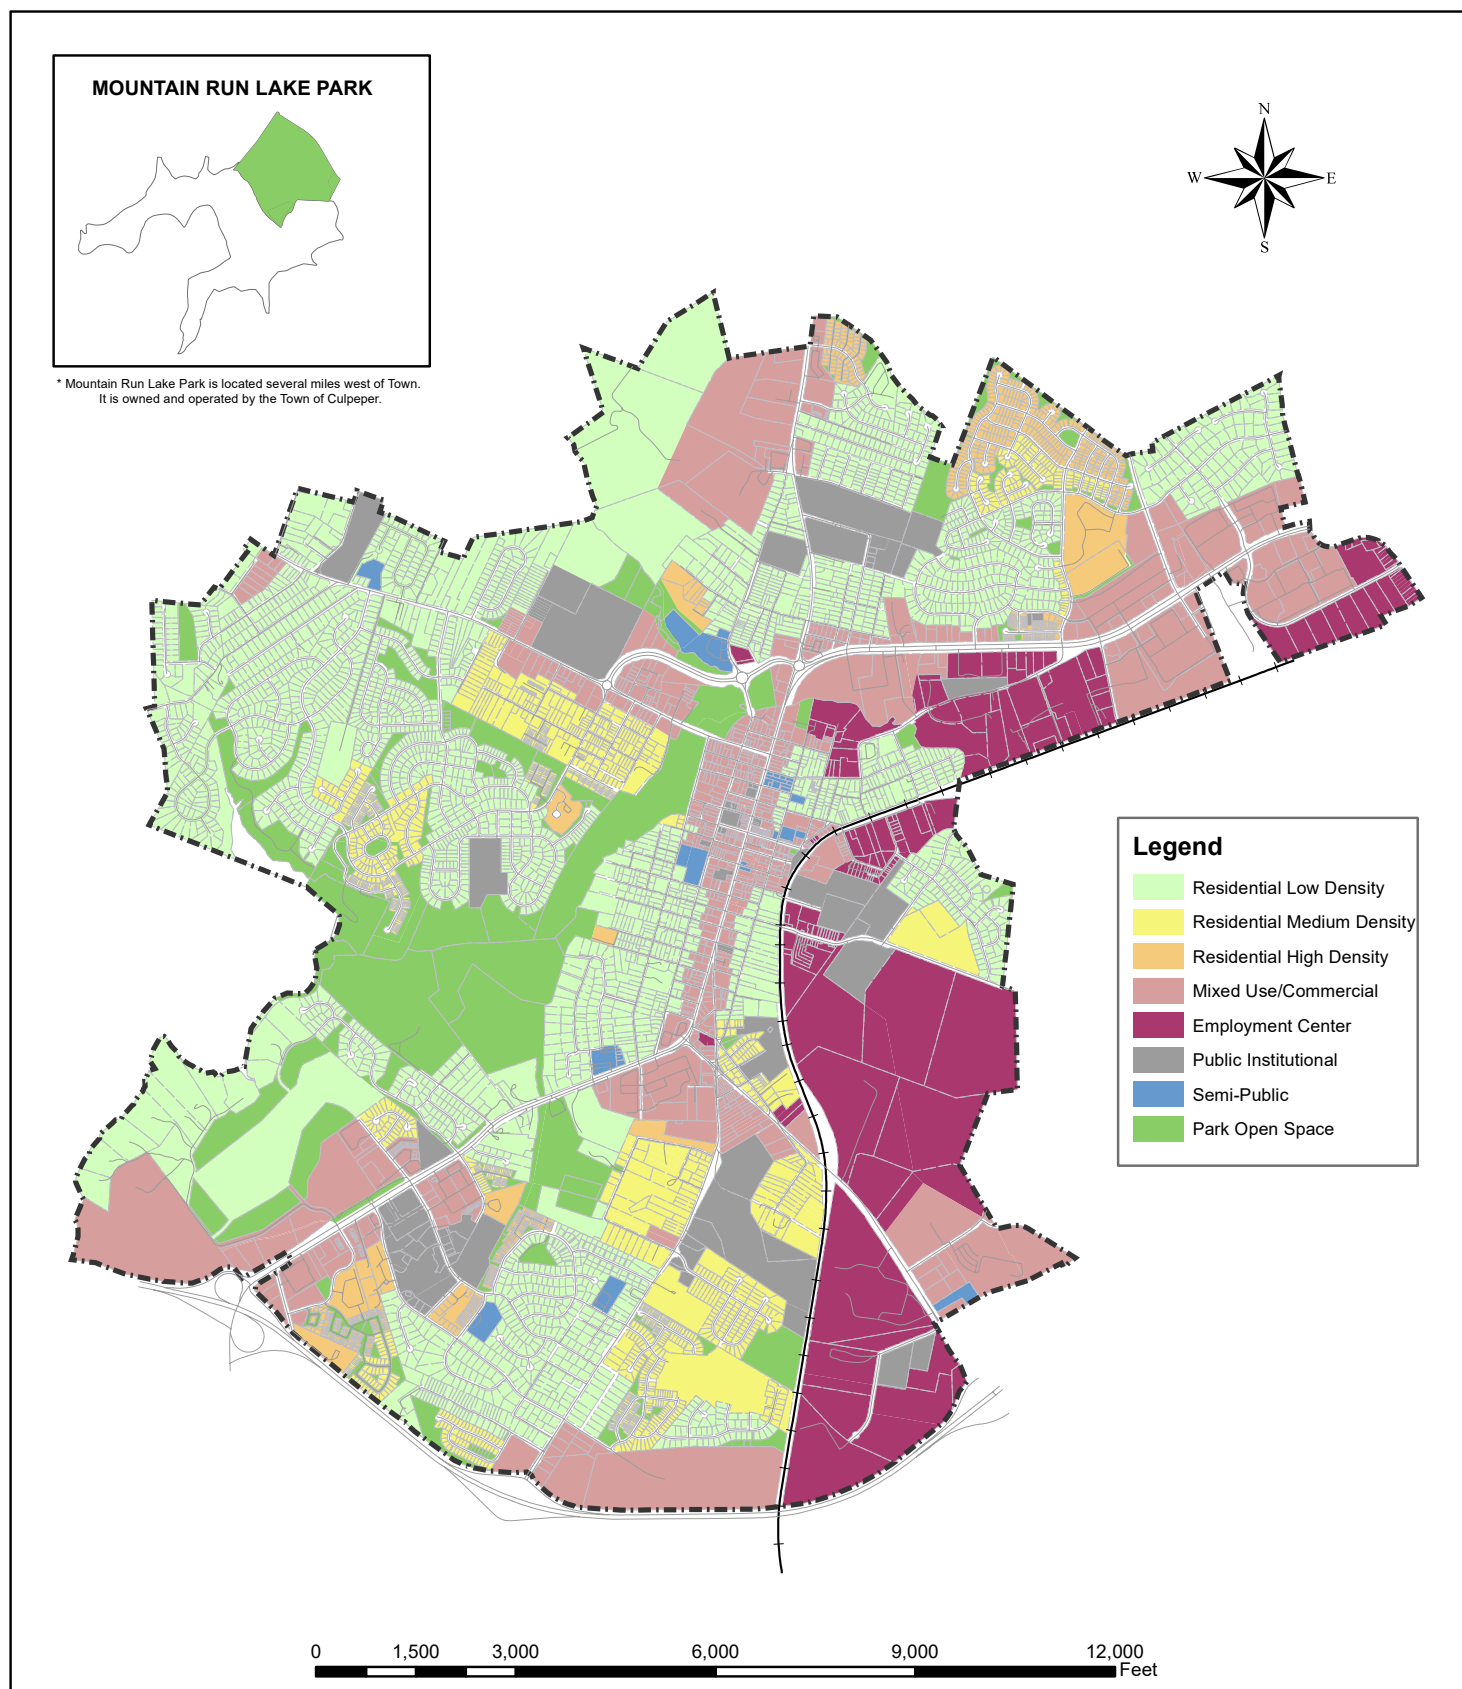 MOUNTAIN RUN LAKE PARK
* Mountain Run Lake Park is located several miles west of Town.
It is owned and operated by the Town of Culpeper.
N
W
E
S
Legend
Residential Low Density
Residential Medium Density
Residential High Density
Mixed Use/Commercial
Employment Center
Public Institutional
Semi-Public
Park Open Space
0 1,500 3,000 6,000 9,000 12,000
Feet